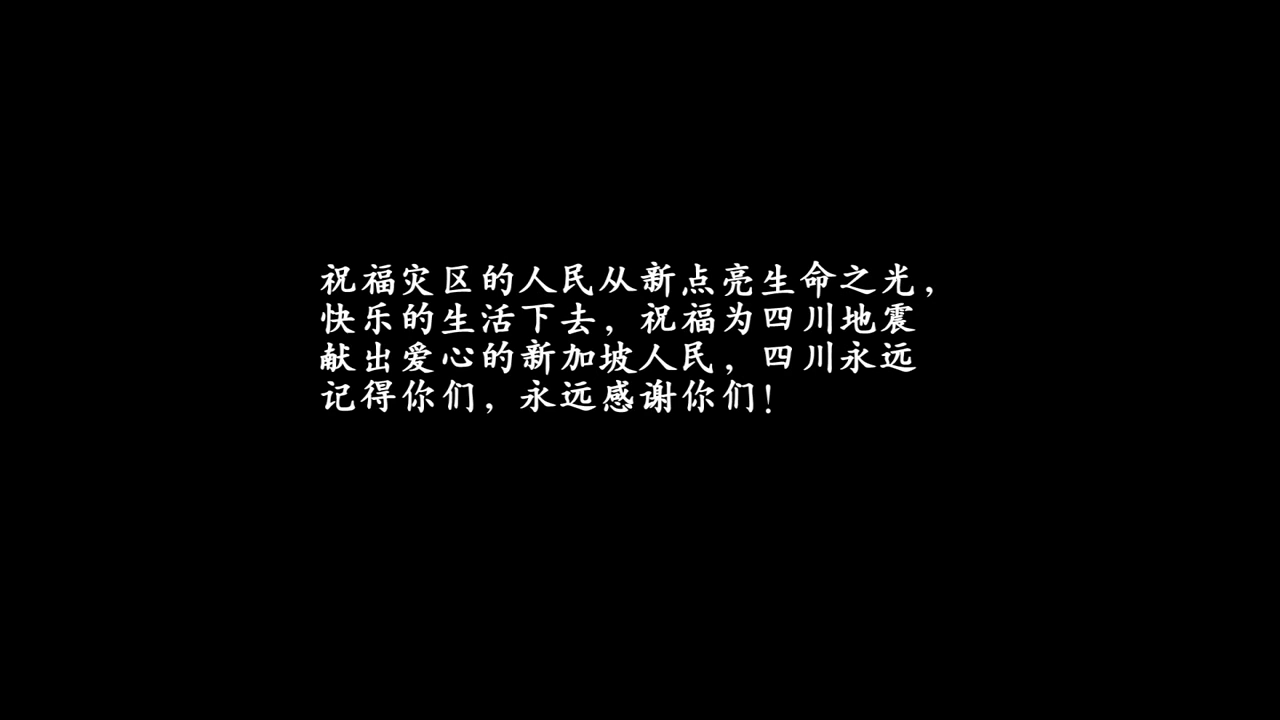 祝福灾区的人民从新点亮生命之光，
快乐的生活下去，祝福为四川地震
献出爱心的新加坡人民，四川永远
记得你们，永远感谢你们！